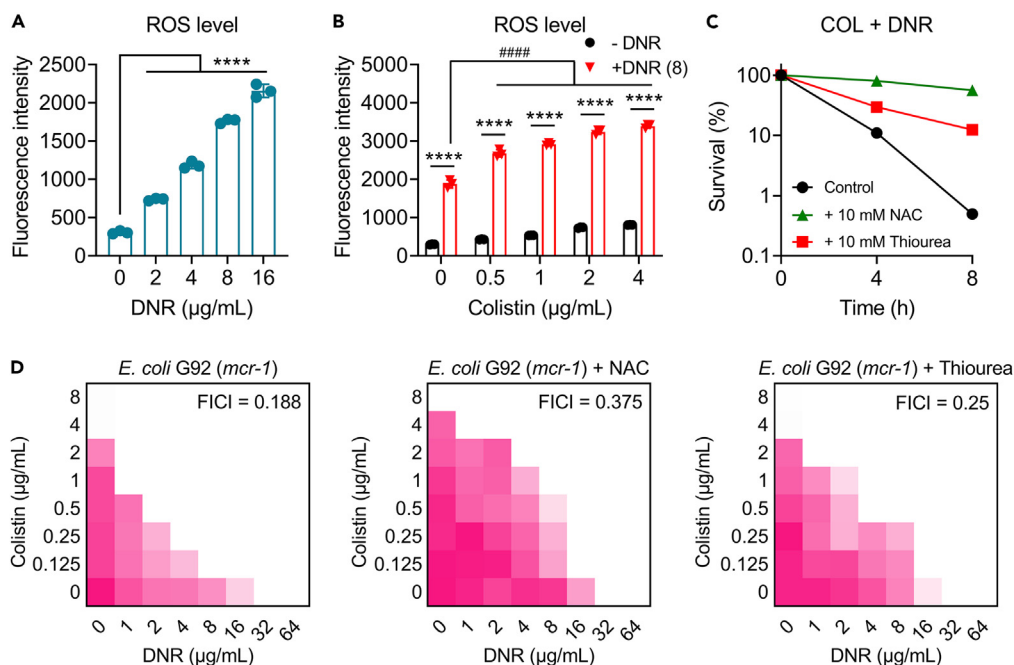 A
ROS level
Fluorescence intensity
2500
2000
1500
1000
500
0
****
0 2 4 8 16
DNR (µg/mL)
B
ROS level
- DNR
+DNR (8)
Fluorescence intensity
5000
4000
3000
2000
1000
0
####
**** **** **** **** ****
0 0.5 1 2 4
Colistin (µg/mL)
C
COL + DNR
Survival (%)
100
10
1
0.1
Control
+ 10 mM NAC
+ 10 mM Thiourea
0 4 8
Time (h)
D
E. coli G92 (mcr-1)
FICI = 0.188
Colistin (µg/mL)
8
4
2
1
0.5
0.25
0.125
0
0 1 2 4 8 16 32 64
DNR (µg/mL)
E. coli G92 (mcr-1) + NAC
FICI = 0.375
Colistin (µg/mL)
8
4
2
1
0.5
0.25
0.125
0
0 1 2 4 8 16 32 64
DNR (µg/mL)
E. coli G92 (mcr-1) + Thiourea
FICI = 0.25
Colistin (µg/mL)
8
4
2
1
0.5
0.25
0.125
0
0 1 2 4 8 16 32 64
DNR (µg/mL)